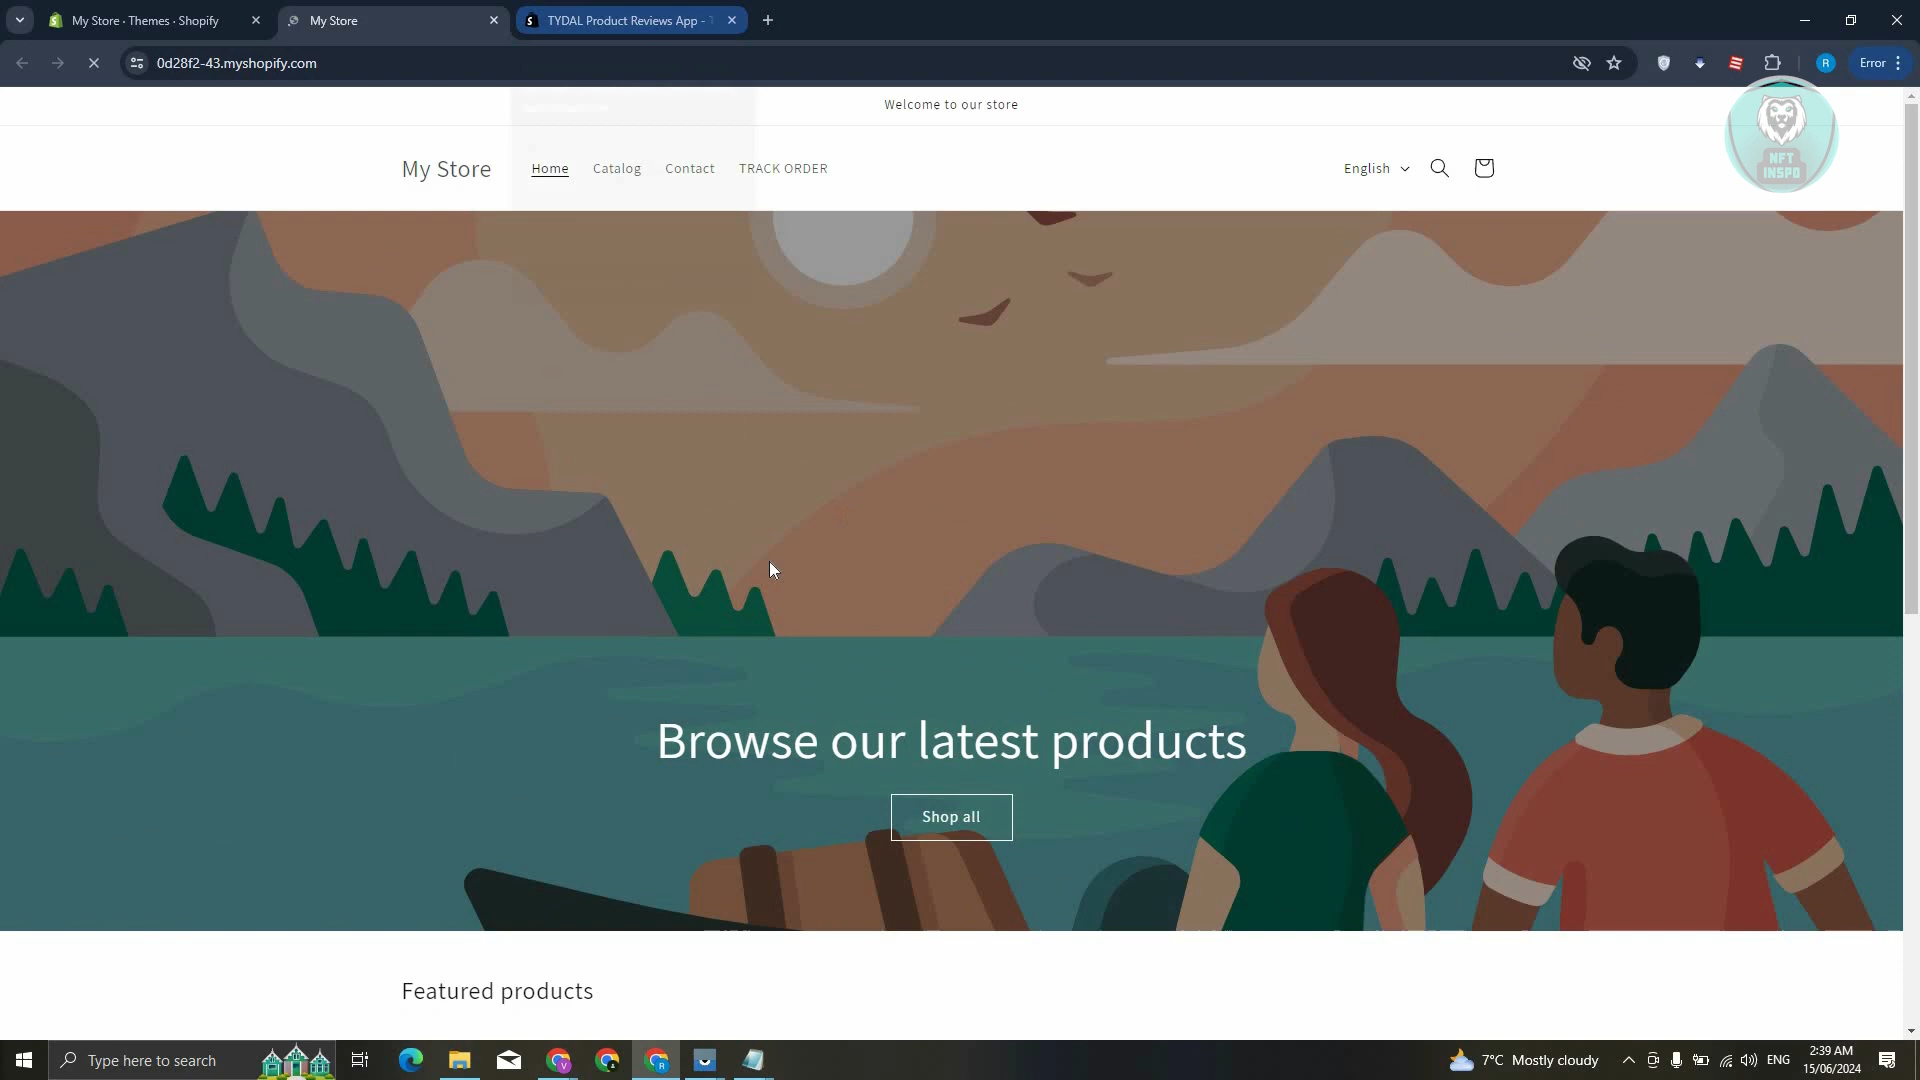 My Store · Themes · Shopify
My Store
TYDAL Product Reviews App -
0d28f2-43.myshopify.com
R
Error
Welcome to our store
NFT
INSPO
My Store
Home
Catalog
Contact
TRACK ORDER
English
Browse our latest products
Shop all
Featured products
Type here to search
V
R
7°C Mostly cloudy
ENG
2:39 AM
15/06/2024